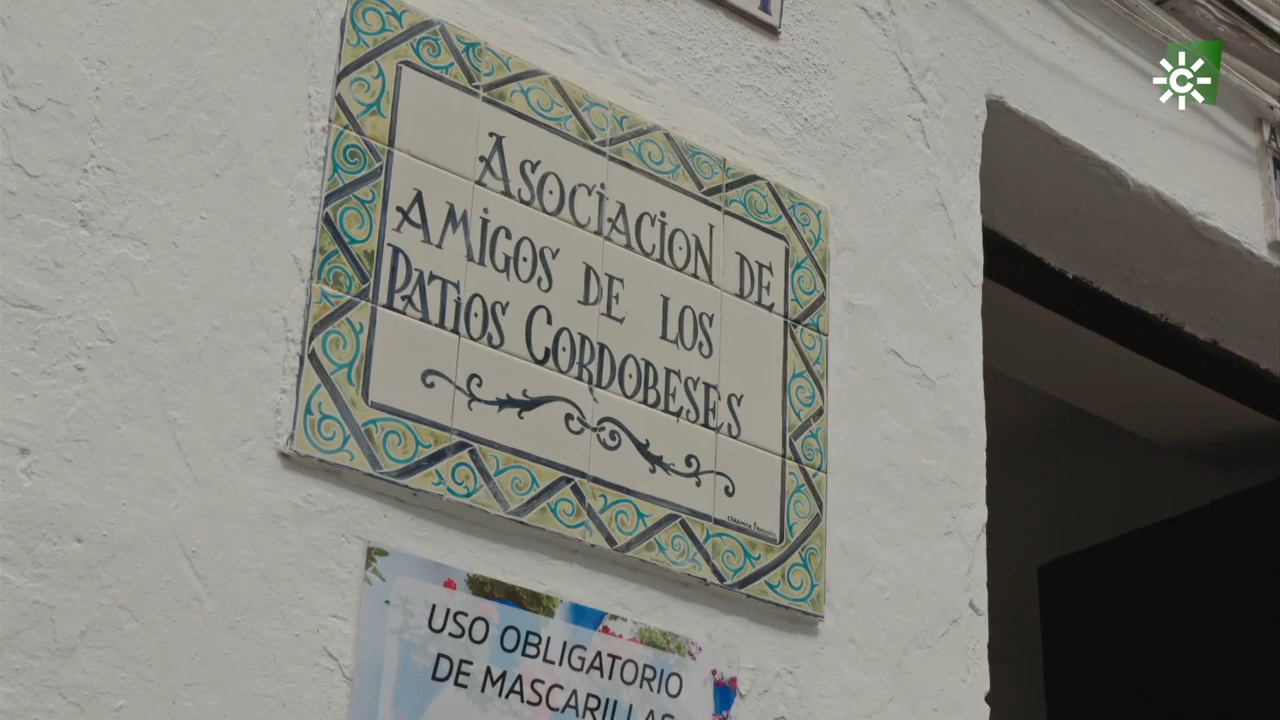 ASOCIACION DE
AMIGOS DE LOS
PATIOS CORDOBESES
USO OBLIGATORIO
DE MASCARILLAS